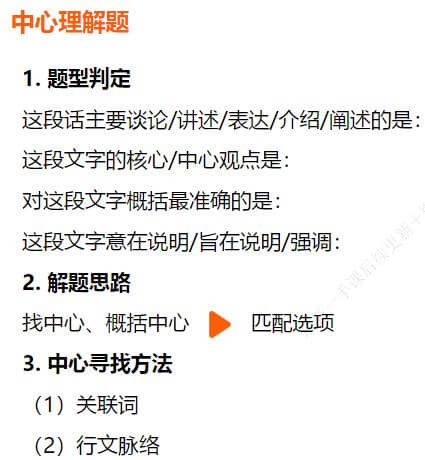 中心理解题
1. 题型判定
这段话主要谈论/讲述/表达/介绍/阐述的是：
这段文字的核心/中心观点是：
对这段文字概括最准确的是：
这段文字意在说明/旨在说明/强调：
2. 解题思路
找中心、概括中心 匹配选项
3. 中心寻找方法
（1）关联词
（2）行文脉络